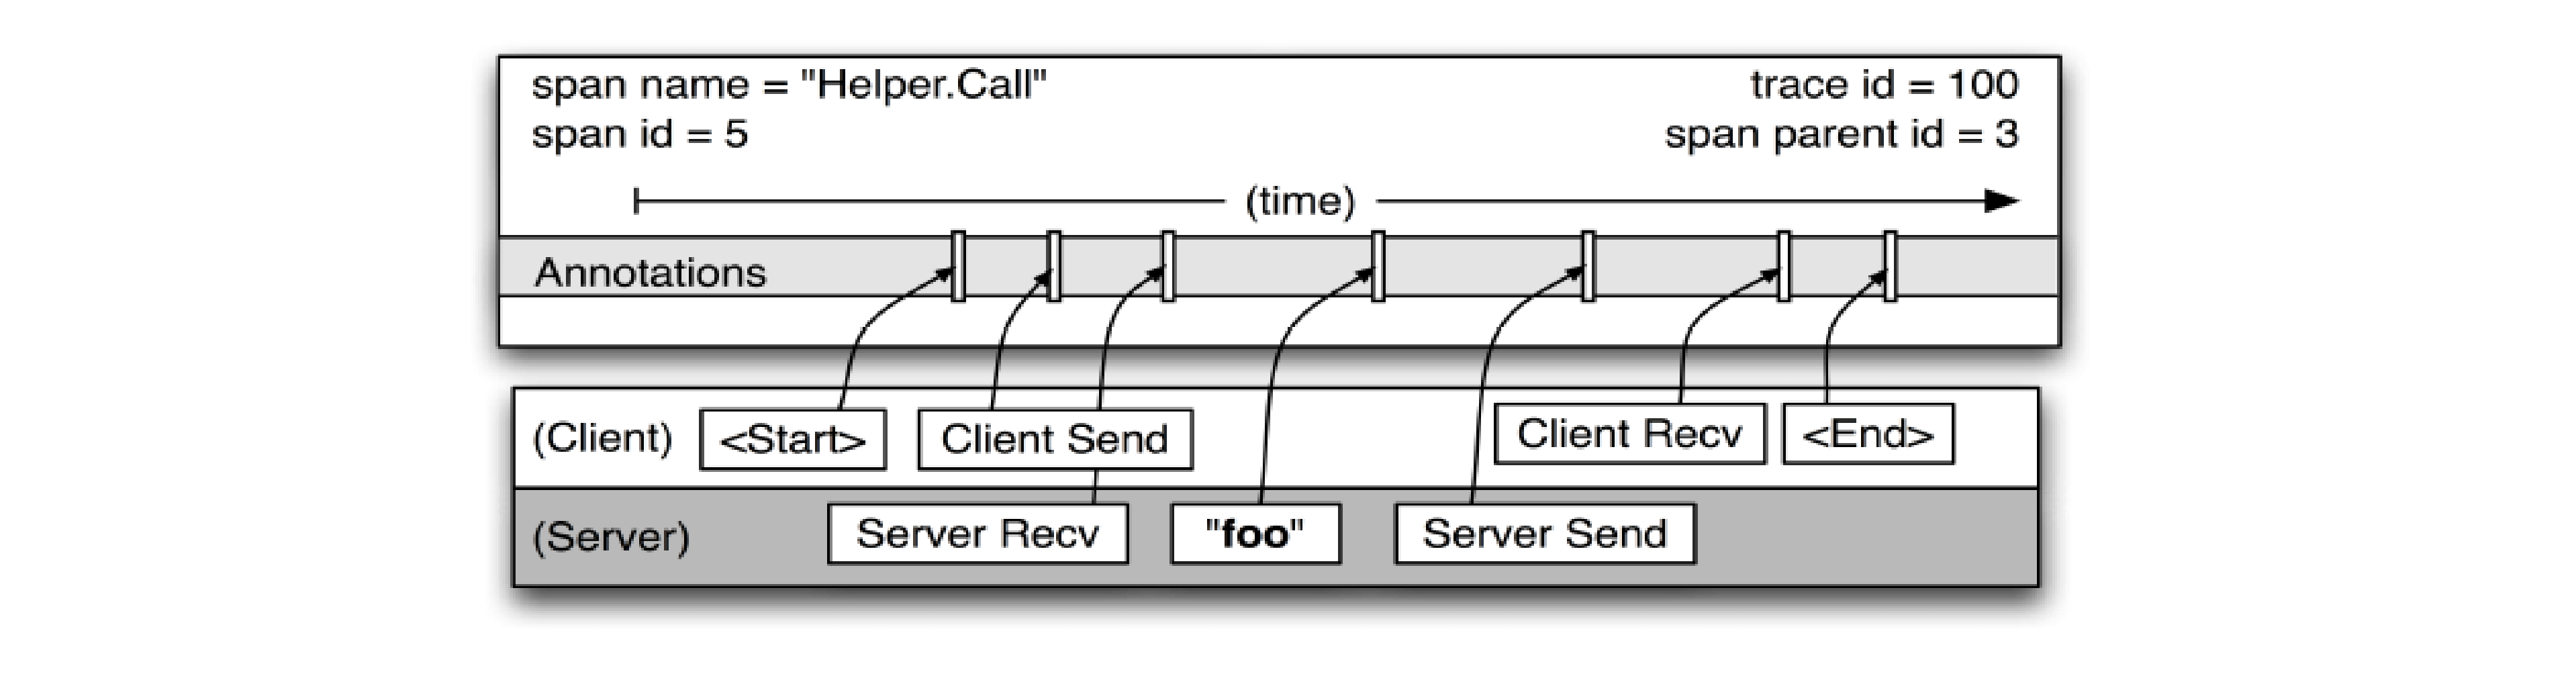 span name = "Helper.Call"
trace id = 100
span id = 5
span parent id = 3
(time)
Annotations
(Client)
<Start>
Client Send
Client Recv
<End>
(Server)
Server Recv
"foo"
Server Send